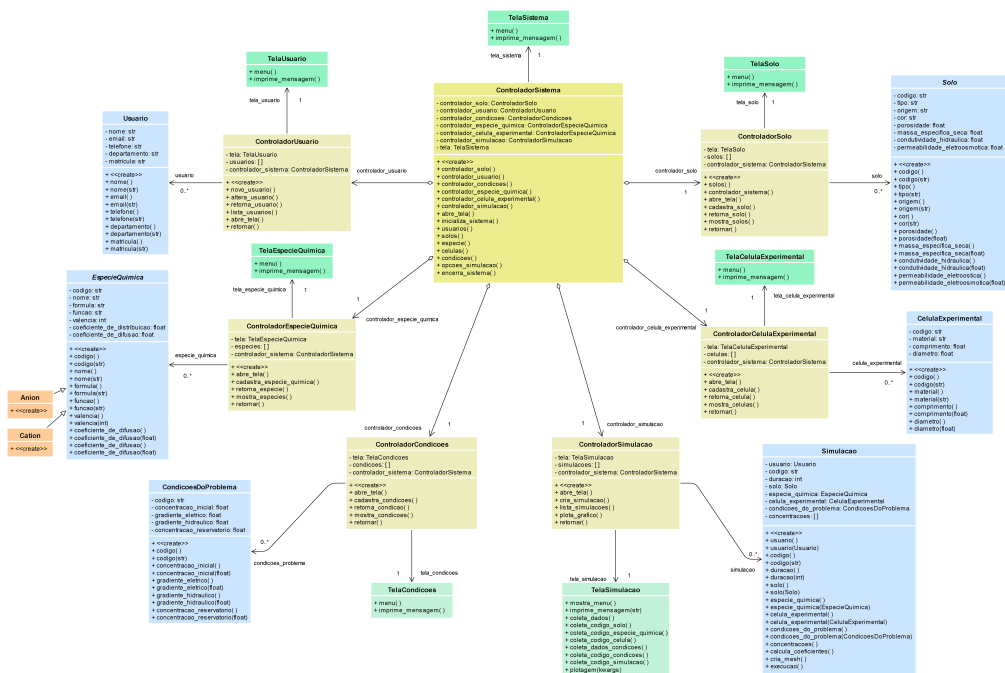 TelaSistema
+ menu( )
+ imprime_mensagem( )
tela_sistema
1
TelaUsuario
+ menu( )
+ imprime_mensagem( )
tela_usuario
1
TelaSolo
+ menu( )
+ imprime_mensagem( )
tela_solo
1
ControladorSistema
- controlador_solo: ControladorSolo
- controlador_usuario: ControladorUsuario
- controlador_condicoes: ControladorCondicoes
- controlador_especie_quimica: ControladorEspecieQuimica
- controlador_celula_experimental: ControladorEspecieQuimica
- controlador_simulacao: ControladorSimulacao
- tela: TelaSistema
+ <<create>>
+ controlador_solo( )
+ controlador_usuario( )
+ controlador_condicoes( )
+ controlador_especie_quimica( )
+ controlador_celula_experimental( )
+ controlador_simulacao( )
+ abre_tela( )
+ inicializa_sistema( )
+ usuarios( )
+ solos( )
+ especie( )
+ celulas( )
+ condicoes( )
+ opcoes_simulacao( )
+ encerra_sistema( )
Usuario
- nome: str
- email: str
- telefone: str
- departamento: str
- matricula: str
+ <<create>>
+ nome( )
+ nome(str)
+ email( )
+ email(str)
+ telefone( )
+ telefone(str)
+ departamento( )
+ departamento(str)
+ matricula( )
+ matricula(str)
usuario
0..*
ControladorUsuario
- tela: TelaUsuario
- usuarios: [ ]
- controlador_sistema: ControladorSistema
+ <<create>>
+ novo_usuario( )
+ altera_usuario( )
+ retorna_usuario( )
+ lista_usuarios( )
+ abre_tela( )
+ retornar( )
controlador_usuario
1
ControladorSolo
- tela: TelaSolo
- solos: [ ]
- controlador_sistema: ControladorSistema
+ <<create>>
+ solos( )
+ controlador_sistema( )
+ abre_tela( )
+ cadastra_solo( )
+ retorna_solo( )
+ mostra_solos( )
+ retornar( )
controlador_solo
1
solo
0..*
Solo
- codigo: str
- tipo: str
- origem: str
- cor: str
- porosidade: float
- massa_especifica_seca: float
- condutividade_hidraulica: float
- permeabilidade_eletroosmotica: float
+ <<create>>
+ codigo( )
+ codigo(str)
+ tipo( )
+ tipo(str)
+ origem( )
+ origem(str)
+ cor( )
+ cor(str)
+ porosidade( )
+ porosidade(float)
+ massa_especifica_seca( )
+ massa_especifica_seca(float)
+ condutividade_hidraulica( )
+ condutividade_hidraulica(float)
+ permeabilidade_eletroostica( )
+ permeabilidade_eletroosmotica(float)
TelaEspecieQuimica
+ menu( )
+ imprime_mensagem( )
tela_especie_quimica
1
TelaCelulaExperimental
+ menu( )
+ imprime_mensagem( )
tela_celula_experimental
1
EspecieQuimica
- codigo: str
- nome: str
- formula: str
- funcao: str
- valencia: int
- coeficiente_de_distribuicao: float
- coeficiente_de_difusao: float
+ <<create>>
+ codigo( )
+ codigo(str)
+ nome( )
+ nome(str)
+ formula( )
+ formula(str)
+ funcao( )
+ funcao(str)
+ valencia( )
+ valencia(int)
+ coeficiente_de_difusao( )
+ coeficiente_de_difusao(float)
+ coeficiente_de_difusao( )
+ coeficiente_de_difusao(float)
Anion
+ <<create>>
Cation
+ <<create>>
especie_quimica
0..*
ControladorEspecieQuimica
- tela: TelaEspecieQuimica
- especies: [ ]
- controlador_sistema: ControladorSistema
+ <<create>>
+ abre_tela( )
+ cadastra_especie_quimica( )
+ retorna_especie( )
+ mostra_especies( )
+ retornar( )
1
controlador_especie_quimica
controlador_celula_experimental
1
ControladorCelulaExperimental
- tela: TelaCelulaExperimental
- celulas: [ ]
- controlador_sistema: ControladorSistema
+ <<create>>
+ abre_tela( )
+ cadastra_celula( )
+ retorna_celula( )
+ mostra_celulas( )
+ retornar( )
celula_experimental
0..*
CelulaExperimental
- codigo: str
- material: str
- comprimento: float
- diametro: float
+ <<create>>
+ codigo( )
+ codigo(str)
+ material( )
+ material(str)
+ comprimento( )
+ comprimento(float)
+ diametro( )
+ diametro(float)
controlador_condicoes
1
controlador_simulacao
1
ControladorCondicoes
- tela: TelaCondicoes
- condicoes: [ ]
- controlador_sistema: ControladorSistema
+ <<create>>
+ abre_tela( )
+ cadastra_condicoes( )
+ retorna_condicao( )
+ mostra_condicoes( )
+ retornar( )
ControladorSimulacao
- tela: TelaSimulacao
- simulacoes: [ ]
- controlador_sistema: ControladorSistema
+ <<create>>
+ abre_tela( )
+ cria_simulacao( )
+ lista_simulacoes( )
+ plota_grafico( )
+ retornar( )
CondicoesDoProblema
- codigo: str
- concentracao_inicial: float
- gradiente_eletrico: float
- gradiente_hidraulico: float
- concentracao_reservatorio: float
+ <<create>>
+ codigo( )
+ codigo(str)
+ concentracao_inicial( )
+ concentracao_inicial(float)
+ gradiente_eletrico( )
+ gradiente_eletrico(float)
+ gradiente_hidraulico( )
+ gradiente_hidraulico(float)
+ concentracao_reservatorio( )
+ concentracao_reservatorio(float)
0..*
condicoes_problema
tela_condicoes
1
TelaCondicoes
+ menu( )
+ imprime_mensagem( )
tela_simulacao
1
TelaSimulacao
+ mostra_menu( )
+ imprime_mensagem(str)
+ coleta_dados( )
+ coleta_codigo_solo( )
+ coleta_codigo_especie_quimica( )
+ coleta_codigo_celula( )
+ coleta_dados_condicoes( )
+ coleta_codigo_condicoes( )
+ coleta_codigo_simulacao( )
+ plotagem(kwargs)
0..*
simulacao
Simulacao
- usuario: Usuario
- codigo: str
- duracao: int
- solo: Solo
- especie_quimica: EspecieQuimica
- celula_experimental: CelulaExperimental
- condicoes_do_problema: CondicoesDoProblema
- concentracoes: [ ]
+ <<create>>
+ usuario( )
+ usuario(Usuario)
+ codigo( )
+ codigo(str)
+ duracao( )
+ duracao(int)
+ solo( )
+ solo(Solo)
+ especie_quimica( )
+ especie_quimica(EspecieQuimica)
+ celula_experimental( )
+ celula_experimental(CelulaExperimental)
+ condicoes_do_problema( )
+ condicoes_do_problema(CondicoesDoProblema)
+ concentracoes( )
+ calcula_coeficientes( )
+ cria_mesh( )
+ execucao( )